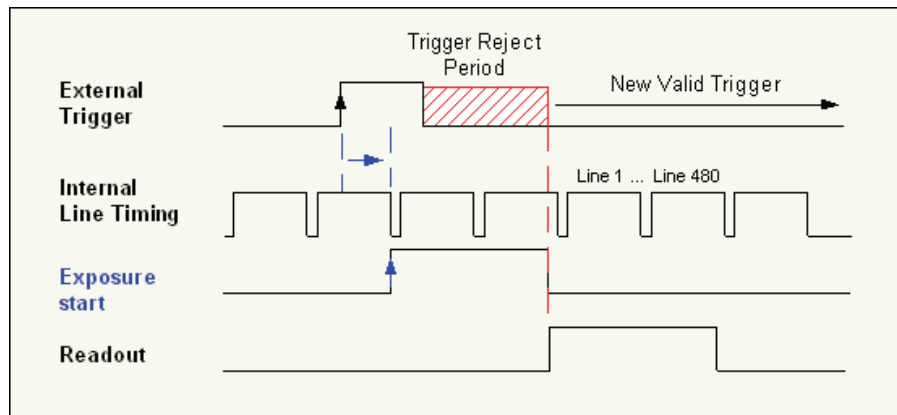 Trigger Reject
Period
External
Trigger
New Valid Trigger
Internal
Line Timing
Line 1 ... Line 480
Exposure
start
Readout